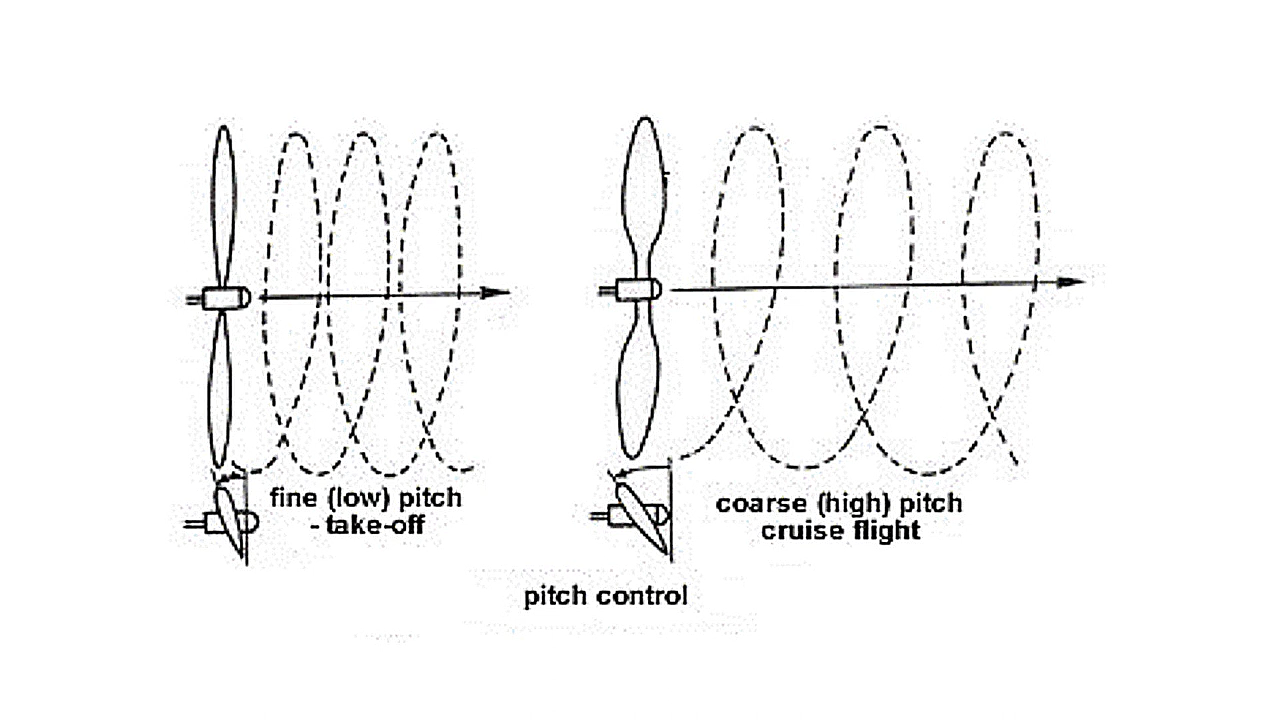 fine (low) pitch
- take-off
coarse (high) pitch
cruise flight
pitch control